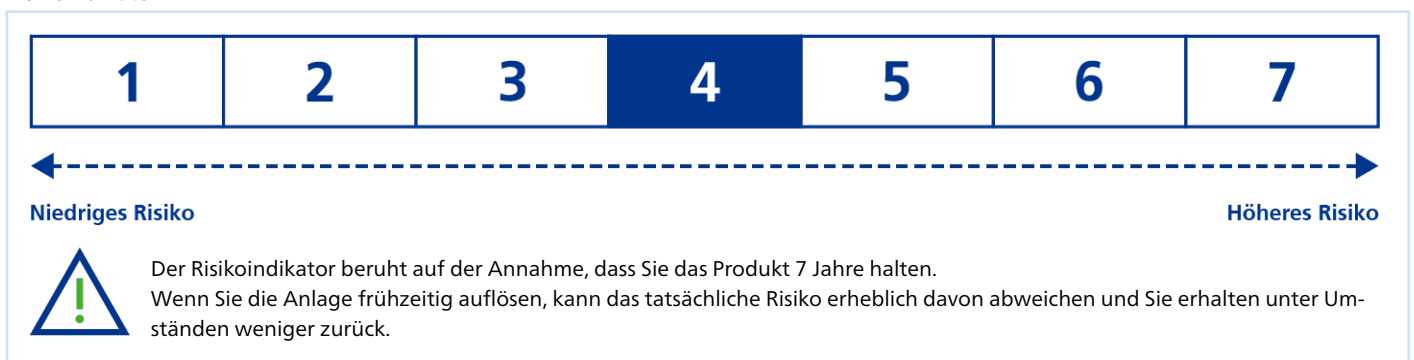 1 2 3 4 5 6 7
Niedriges Risiko Höheres Risiko
Der Risikoindikator beruht auf der Annahme, dass Sie das Produkt 7 Jahre halten.
Wenn Sie die Anlage frühzeitig auflösen, kann das tatsächliche Risiko erheblich davon abweichen und Sie erhalten unter Um-
ständen weniger zurück.